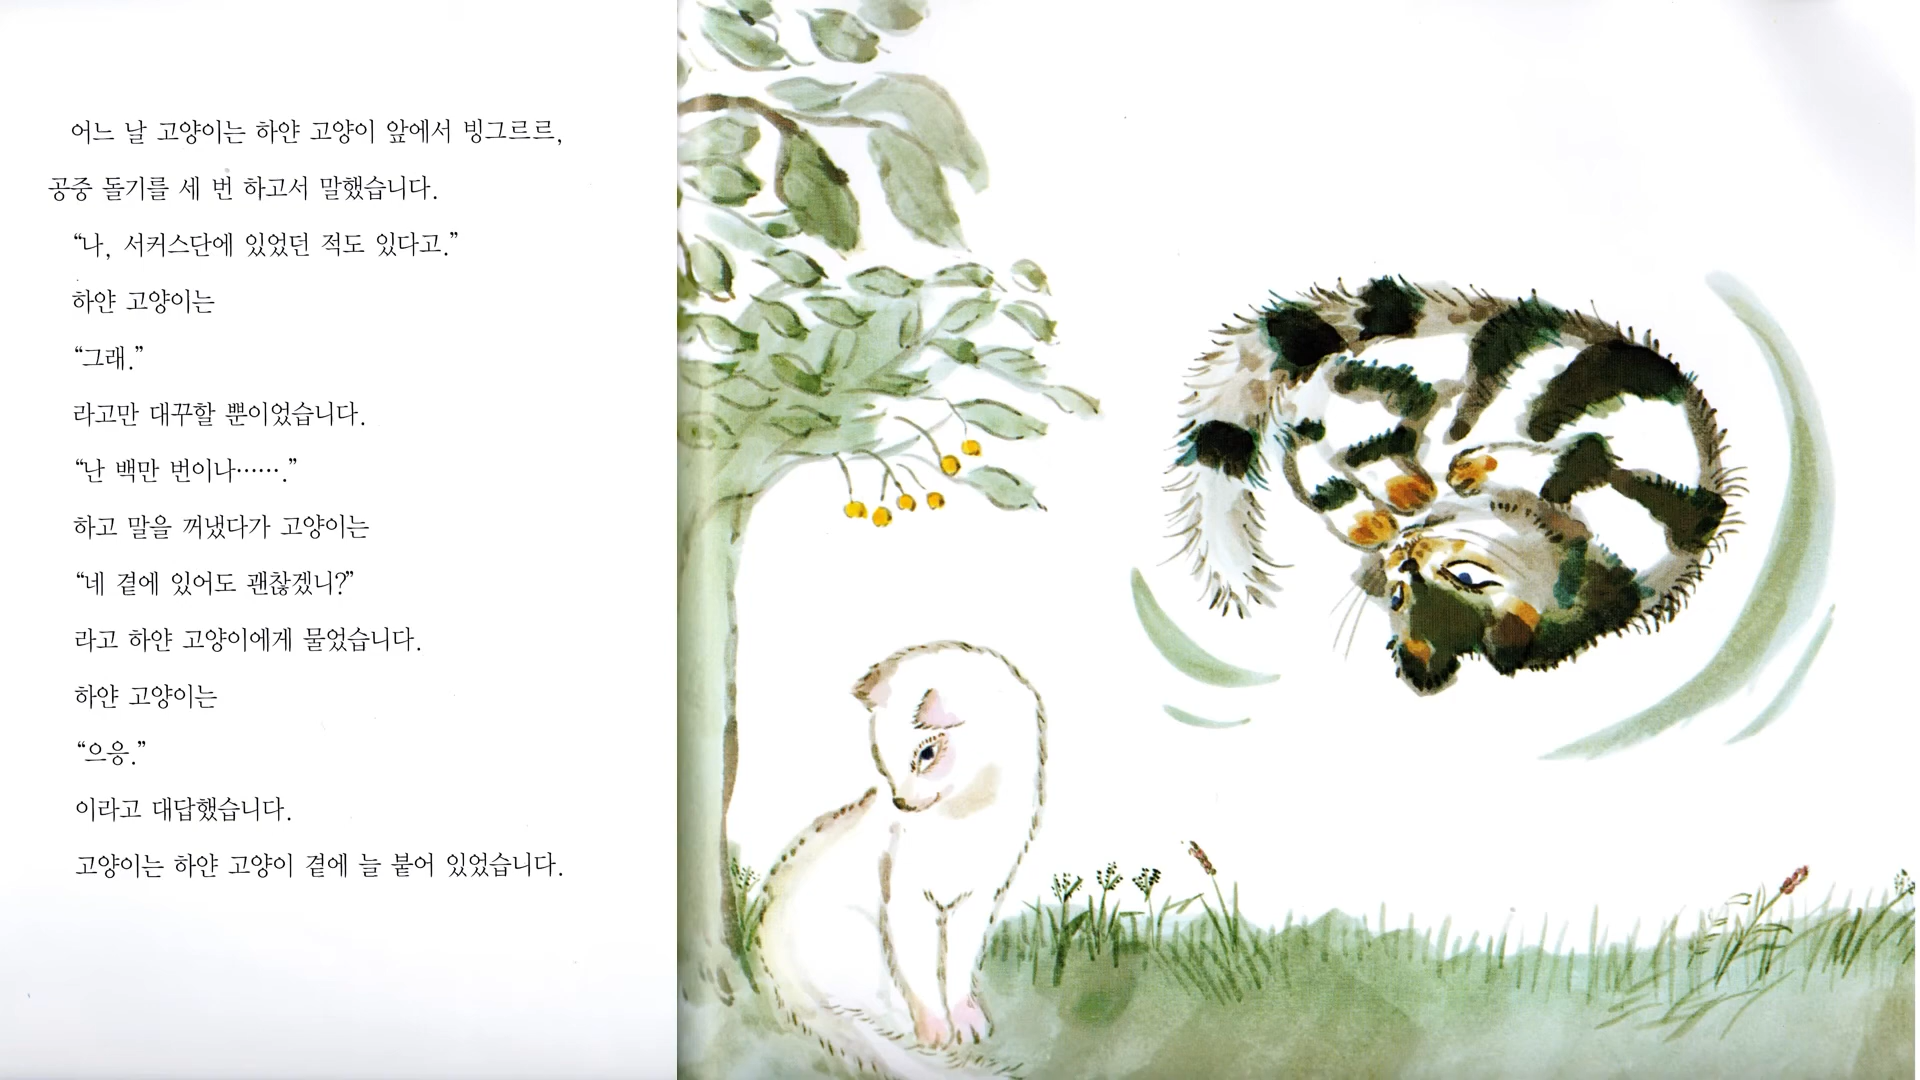 어느 날 고양이는 하얀 고양이 앞에서 빙그르르,
공중 돌기를 세 번 하고서 말했습니다.
“나, 서커스단에 있었던 적도 있다고.”
하얀 고양이는
“그래.”
라고만 대꾸할 뿐이었습니다.
“난 백만 번이나…….”
하고 말을 꺼냈다가 고양이는
“네 곁에 있어도 괜찮겠니?”
라고 하얀 고양이에게 물었습니다.
하얀 고양이는
“으응.”
이라고 대답했습니다.
고양이는 하얀 고양이 곁에 늘 붙어 있었습니다.